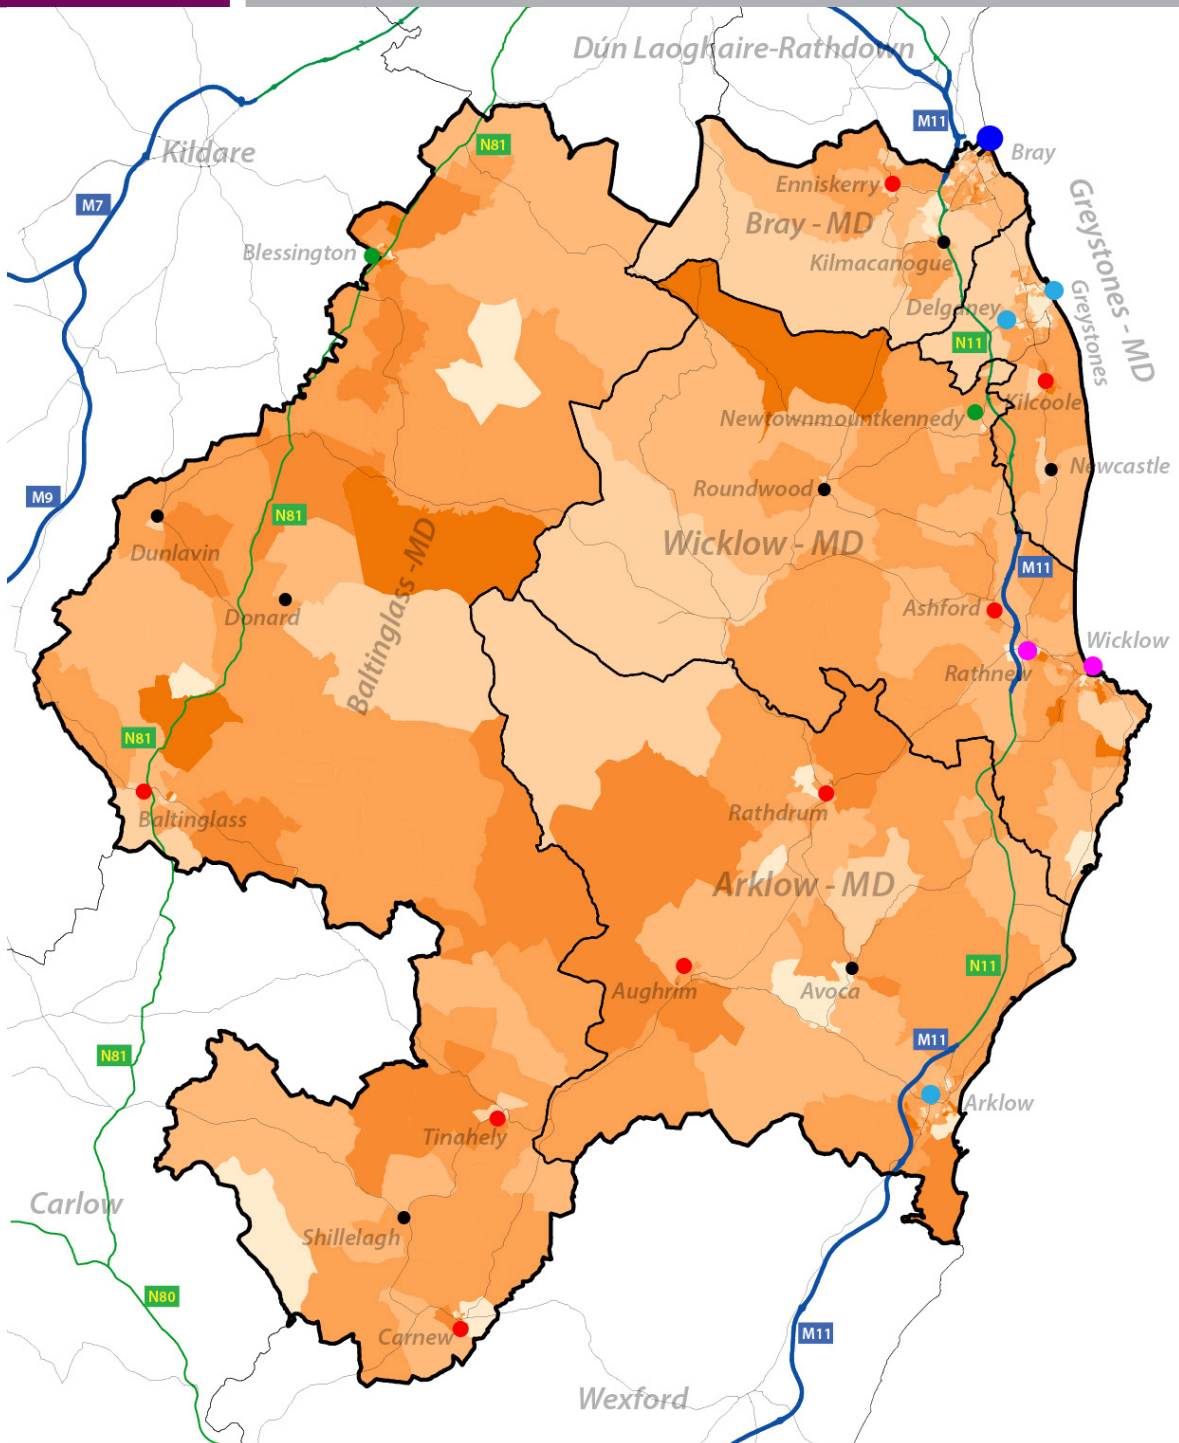 Dún Laoghaire-Rathdown
M11
N81
Kildare
Bray
Enniskerry
M7
Bray - MD
Greystones - MD
Blessington
Kilmacanogue
Delganey
Greystones
N11
Kilcoole
Newtownmountkennedy
Newcastle
Roundwood
M9
N81
Baltinglass -MD
Wicklow - MD
Dunlavin
M11
Donard
Ashford
Wicklow
Rathnew
N81
Rathdrum
Baltinglass
Arklow - MD
N11
Aughrim
Avoca
M11
N81
Arklow
Tinahely
Carlow
Shillelagh
N80
M11
Carnew
Wexford